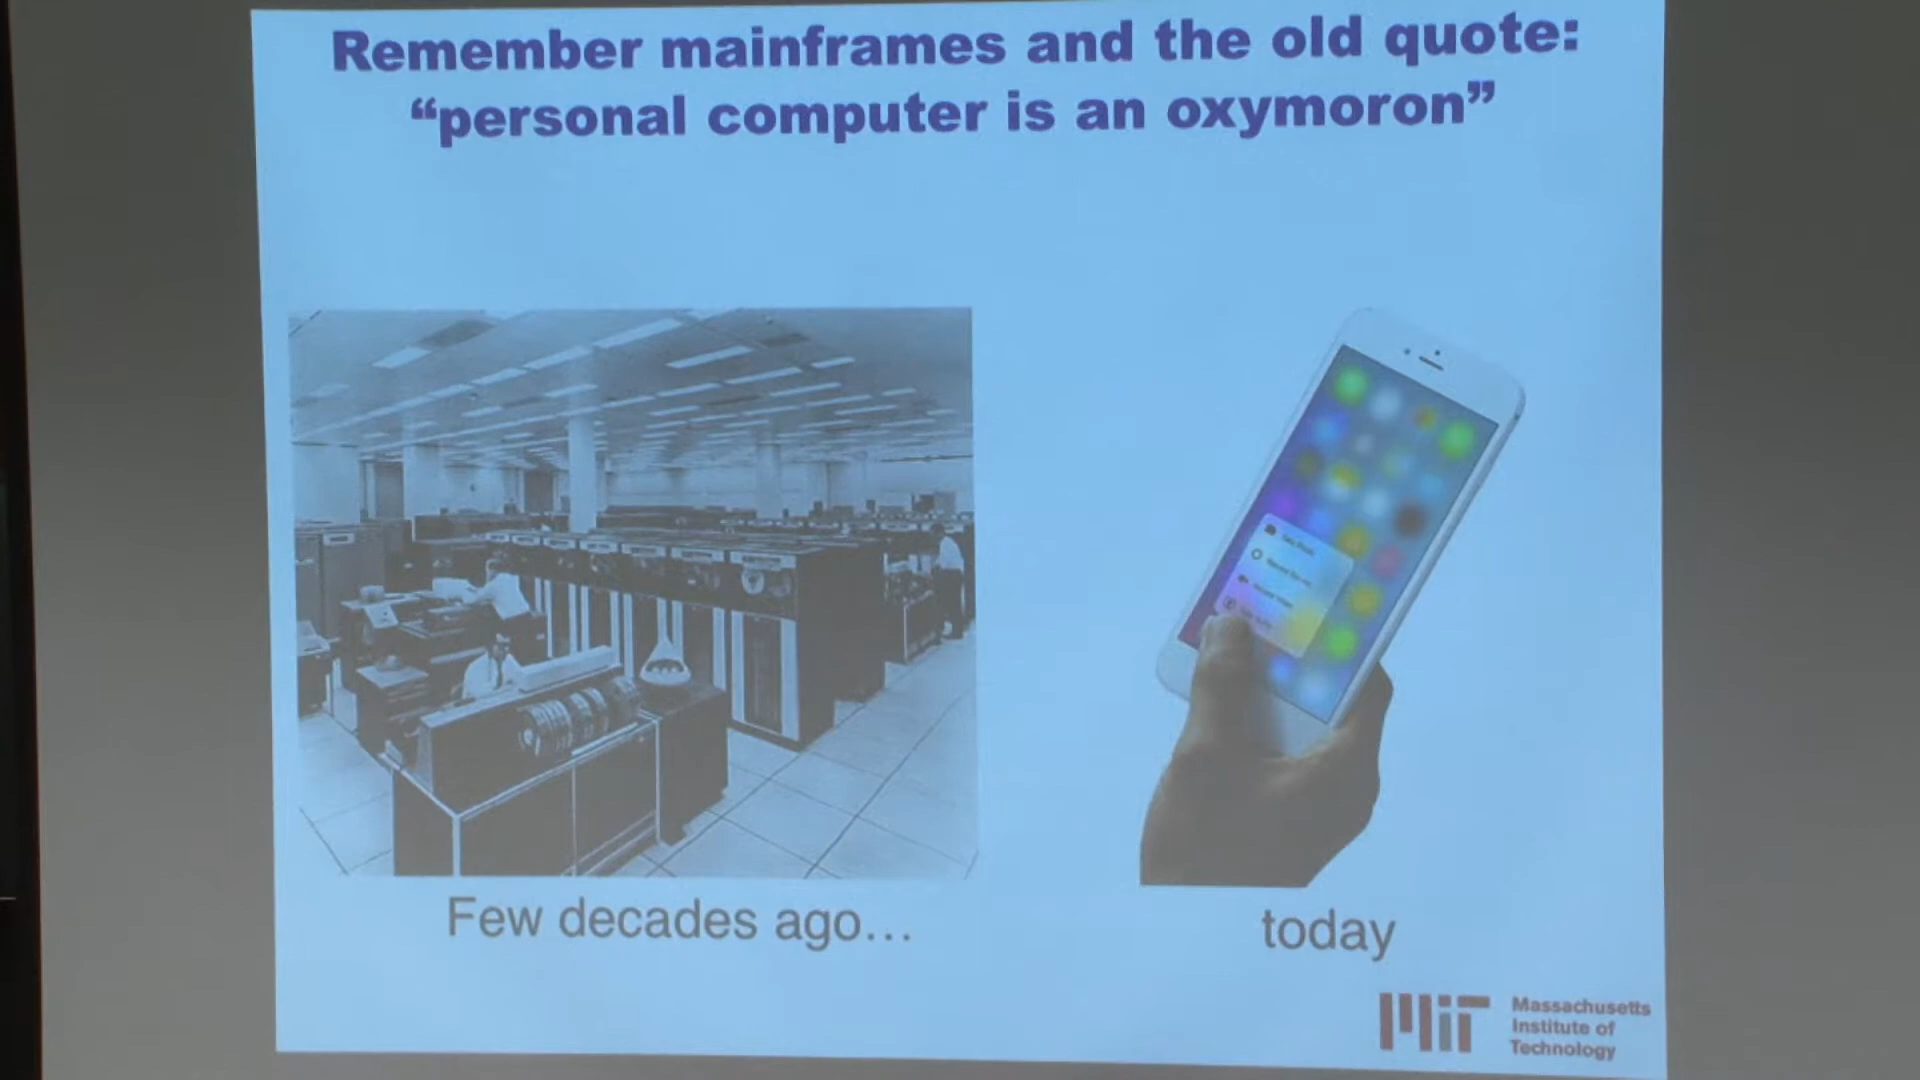 Remember mainframes and the old quote:
“personal computer is an oxymoron”
Few decades ago…
today
MIT
Massachusetts
Institute of
Technology